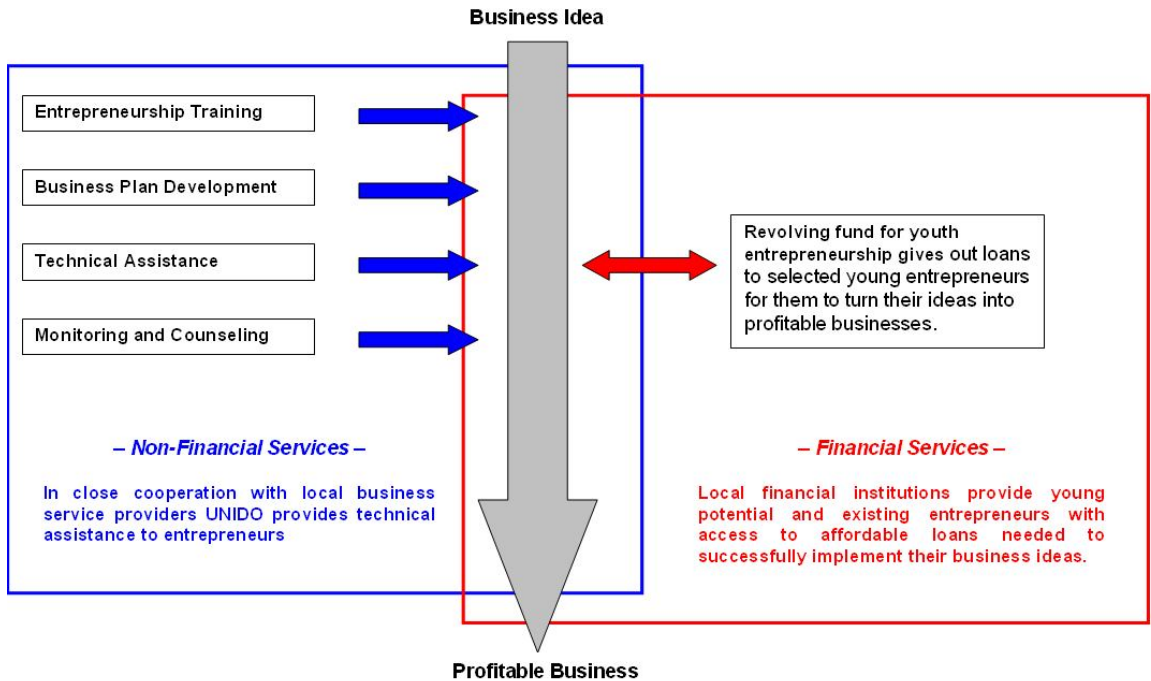 Business Idea
Entrepreneurship Training
Business Plan Development
Technical Assistance
Monitoring and Counseling
Revolving fund for youth
entrepreneurship gives out loans
to selected young entrepreneurs
for them to turn their ideas into
profitable businesses.
– Non-Financial Services –
In close cooperation with local business
service providers UNIDO provides technical
assistance to entrepreneurs
– Financial Services –
Local financial institutions provide young
potential and existing entrepreneurs with
access to affordable loans needed to
successfully implement their business ideas.
Profitable Business